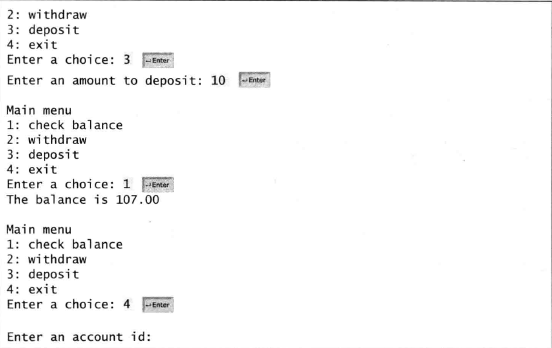 2: withdraw
3: deposit
4: exit
Enter a choice: 3 ↵Enter
Enter an amount to deposit: 10 ↵Enter
Main menu
1: check balance
2: withdraw
3: deposit
4: exit
Enter a choice: 1 ↵Enter
The balance is 107.00
Main menu
1: check balance
2: withdraw
3: deposit
4: exit
Enter a choice: 4 ↵Enter
Enter an account id: